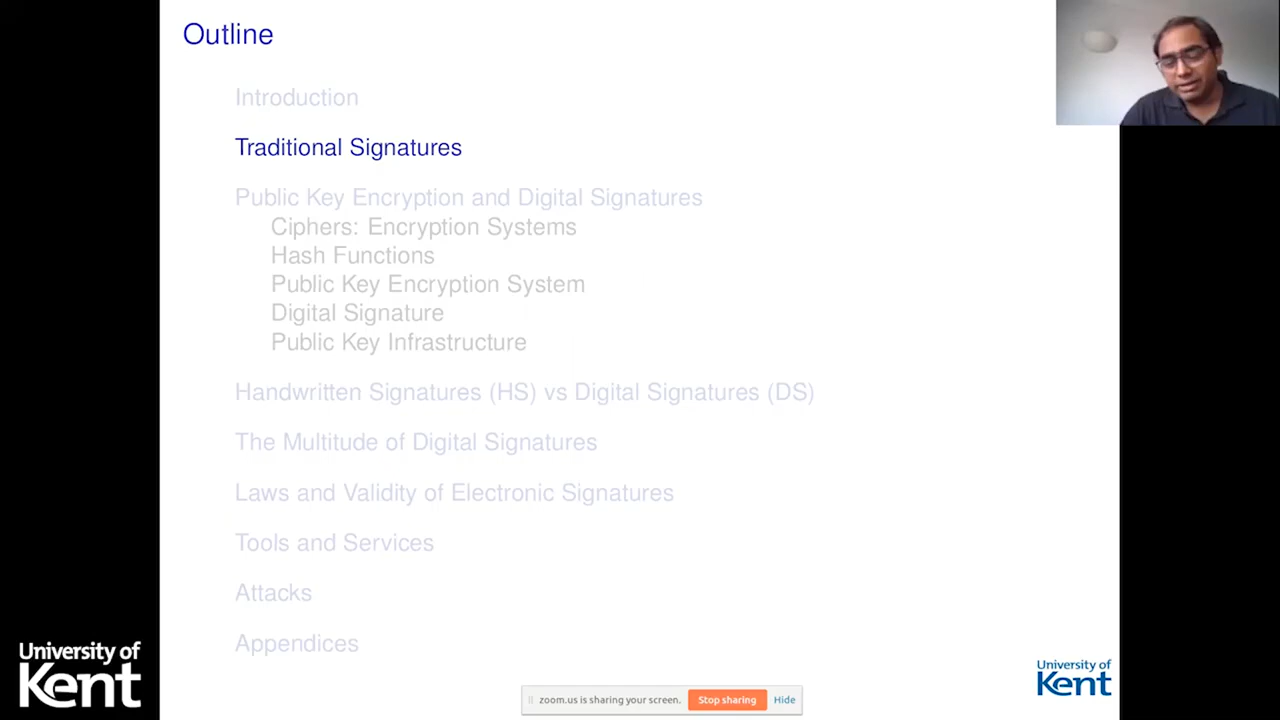 Outline
Introduction
Traditional Signatures
Public Key Encryption and Digital Signatures
Ciphers: Encryption Systems
Hash Functions
Public Key Encryption System
Digital Signature
Public Key Infrastructure
Handwritten Signatures (HS) vs Digital Signatures (DS)
The Multitude of Digital Signatures
Laws and Validity of Electronic Signatures
Tools and Services
Attacks
Appendices
University of
Kent
University of
Kent
zoom.us is sharing your screen. Stop sharing Hide